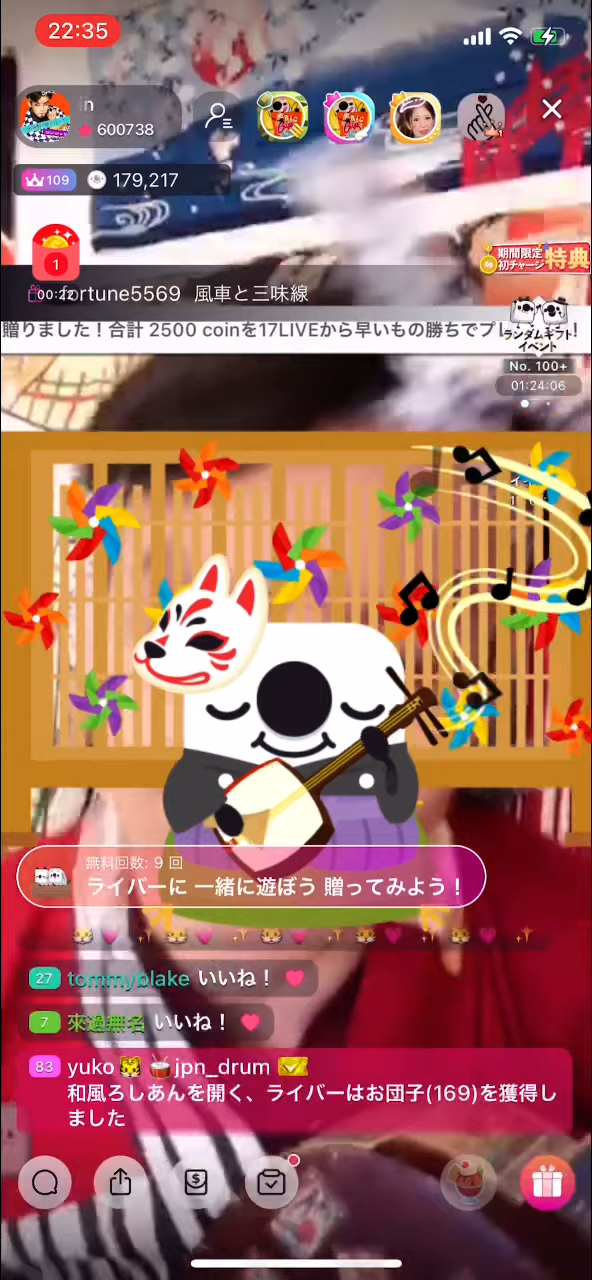 22:35
in
600738
109
179,217
期間限定
初チャージ
特典
1
00:22
fortune5569 風車と三味線
贈りました！合計 2500 coinを17LIVEから早いもの勝ちでプレ
ランダムギフト
イベント
No. 100+
01:24:06
無料回数: 9 回
ライバーに 一緒に遊ぼう 贈ってみよう！
27 tommyblake いいね！
7 來過無名 いいね！
83 yuko jpn_drum
和風ろしあんを開く、ライバーはお団子(169)を獲得し
ました